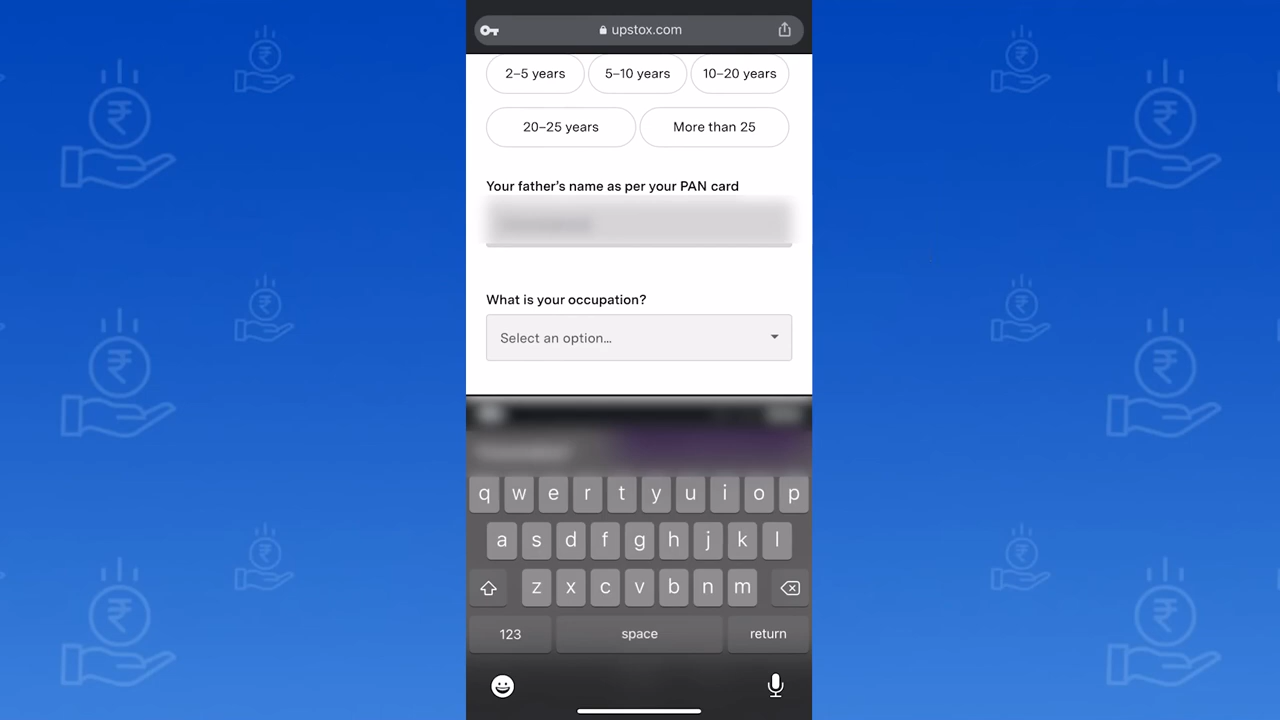 upstox.com
2–5 years 5–10 years 10–20 years
20–25 years More than 25
Your father's name as per your PAN card
What is your occupation?
Select an option...
q w e r t y u i o p
a s d f g h j k l
z x c v b n m
123 space return